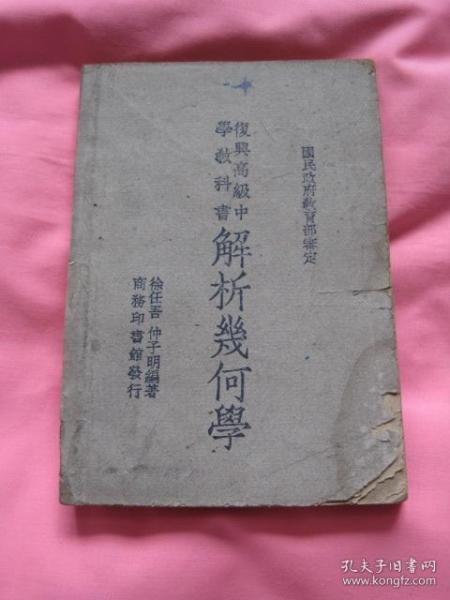 國民政府教育部審定
復興高級中
學教科書
解析幾何學
徐任吾 仲子明編著
商務印書館發行
孔夫子旧书网
www.kongfz.com